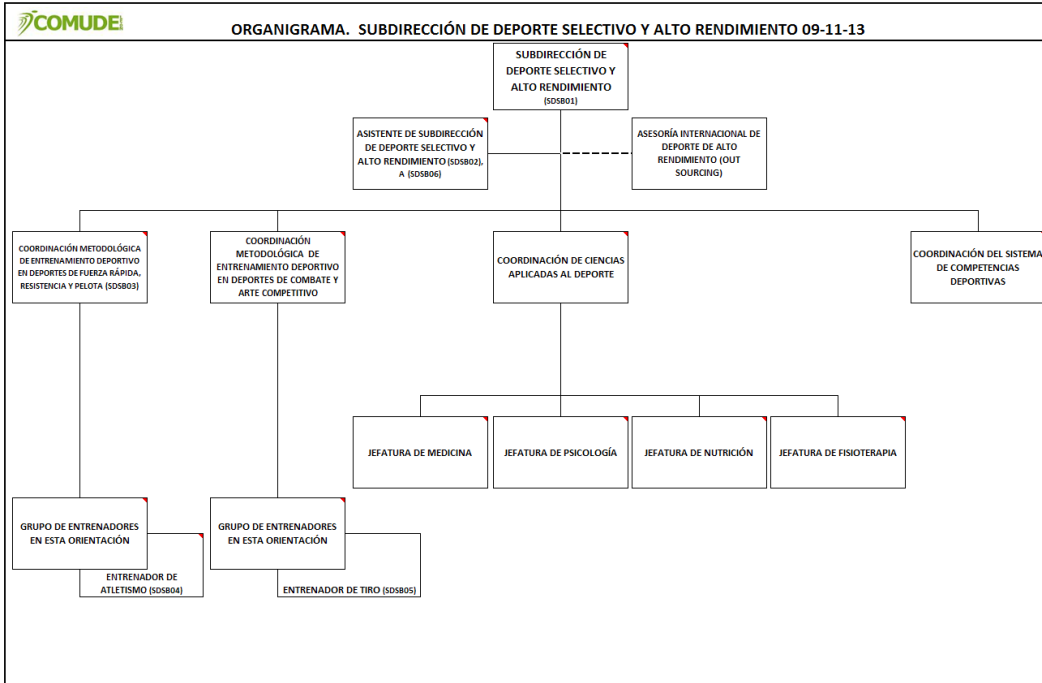 COMUDE
ORGANIGRAMA. SUBDIRECCIÓN DE DEPORTE SELECTIVO Y ALTO RENDIMIENTO 09-11-13
SUBDIRECCIÓN DE
DEPORTE SELECTIVO Y
ALTO RENDIMIENTO
(SDSB01)
ASISTENTE DE SUBDIRECCIÓN
DE DEPORTE SELECTIVO Y
ALTO RENDIMIENTO (SDSB02),
A (SDSB06)
ASESORÍA INTERNACIONAL DE
DEPORTE DE ALTO
RENDIMIENTO (OUT
SOURCING)
COORDINACIÓN METODOLÓGICA
DE ENTRENAMIENTO DEPORTIVO
EN DEPORTES DE FUERZA RÁPIDA,
RESISTENCIA Y PELOTA (SDSB03)
COORDINACIÓN
METODOLÓGICA DE
ENTRENAMIENTO DEPORTIVO
EN DEPORTES DE COMBATE Y
ARTE COMPETITIVO
COORDINACIÓN DE CIENCIAS
APLICADAS AL DEPORTE
COORDINACIÓN DEL SISTEMA
DE COMPETENCIAS
DEPORTIVAS
JEFATURA DE MEDICINA
JEFATURA DE PSICOLOGÍA
JEFATURA DE NUTRICIÓN
JEFATURA DE FISIOTERAPIA
GRUPO DE ENTRENADORES
EN ESTA ORIENTACIÓN
GRUPO DE ENTRENADORES
EN ESTA ORIENTACIÓN
ENTRENADOR DE
ATLETISMO (SDSB04)
ENTRENADOR DE TIRO (SDSB05)